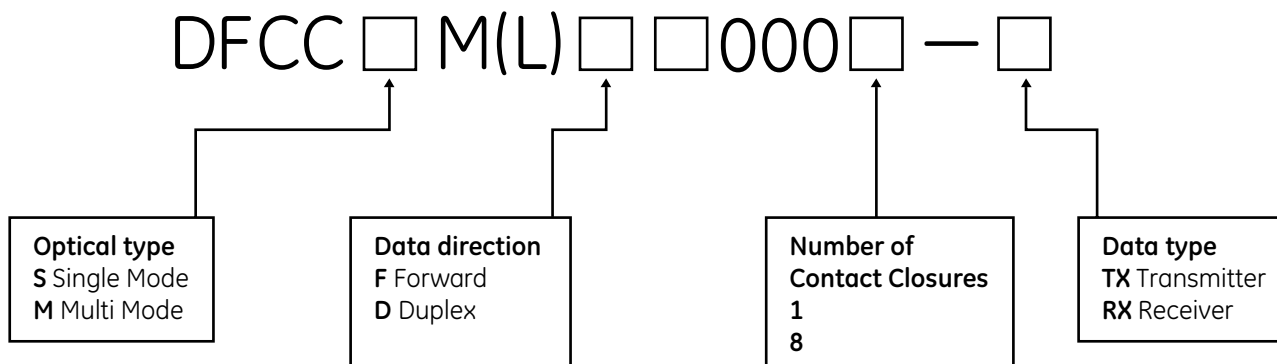 DFCC □ M(L) □ □ 000 □ — □
Optical type
S Single Mode
M Multi Mode
Data direction
F Forward
D Duplex
Number of
Contact Closures
1
8
Data type
TX Transmitter
RX Receiver